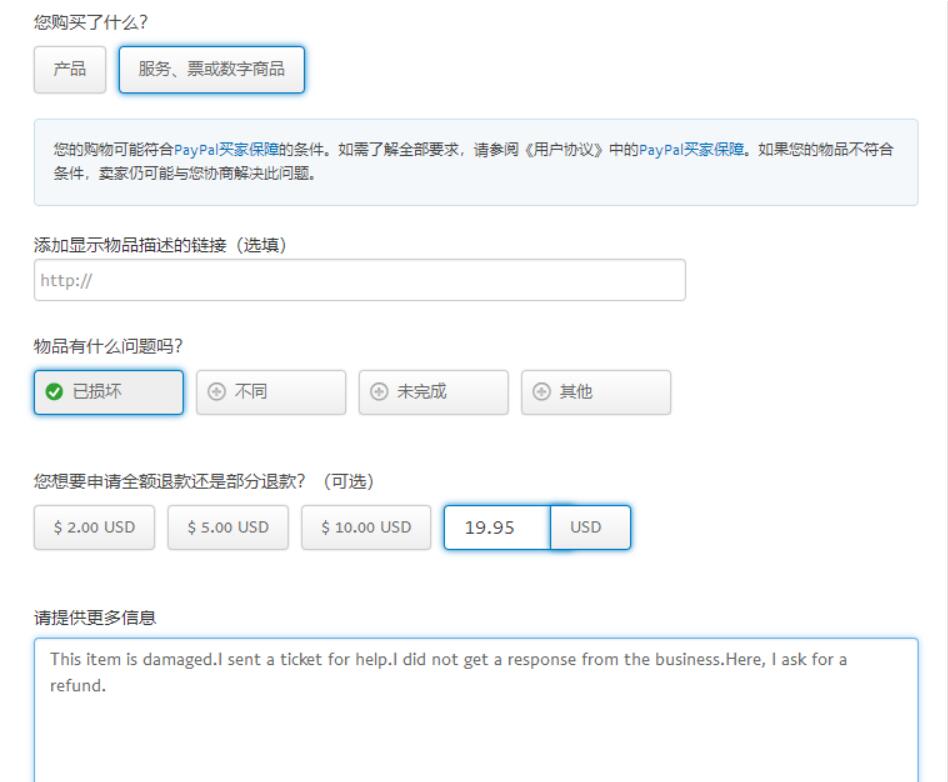 您购买了什么？
产品
服务、票或数字商品
您的购物可能符合PayPal买家保障的条件。如需了解全部要求，请参阅《用户协议》中的PayPal买家保障。如果您的物品不符合
条件，卖家仍可能与您协商解决此问题。
添加显示物品描述的链接（选填）
http://
物品有什么问题吗？
已损坏
不同
未完成
其他
您想要申请全额退款还是部分退款？（可选）
$ 2.00 USD
$ 5.00 USD
$ 10.00 USD
19.95
USD
请提供更多信息
This item is damaged.I sent a ticket for help.I did not get a response from the business.Here, I ask for a
refund.